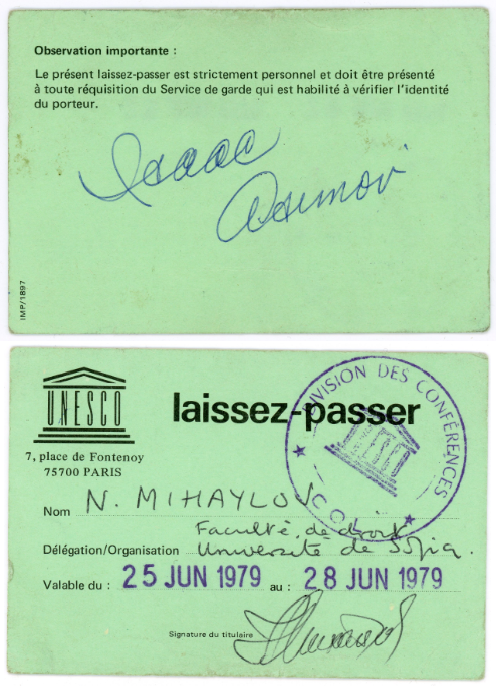 Observation importante :
Le présent laissez-passer est strictement personnel et doit être présenté
à toute réquisition du Service de garde qui est habilité à vérifier l'identité
du porteur.
Isaac
Asimov
IMP/1897
UNESCO
laissez-passer
DIVISION DES CONFÉRENCES
UNESCO
7, place de Fontenoy
75700 PARIS
Nom N. MIHAYLOV
Faculté de droit
Délégation/Organisation Université de Sofia.
Valable du : 25 JUN 1979 au : 28 JUN 1979
Signature du titulaire